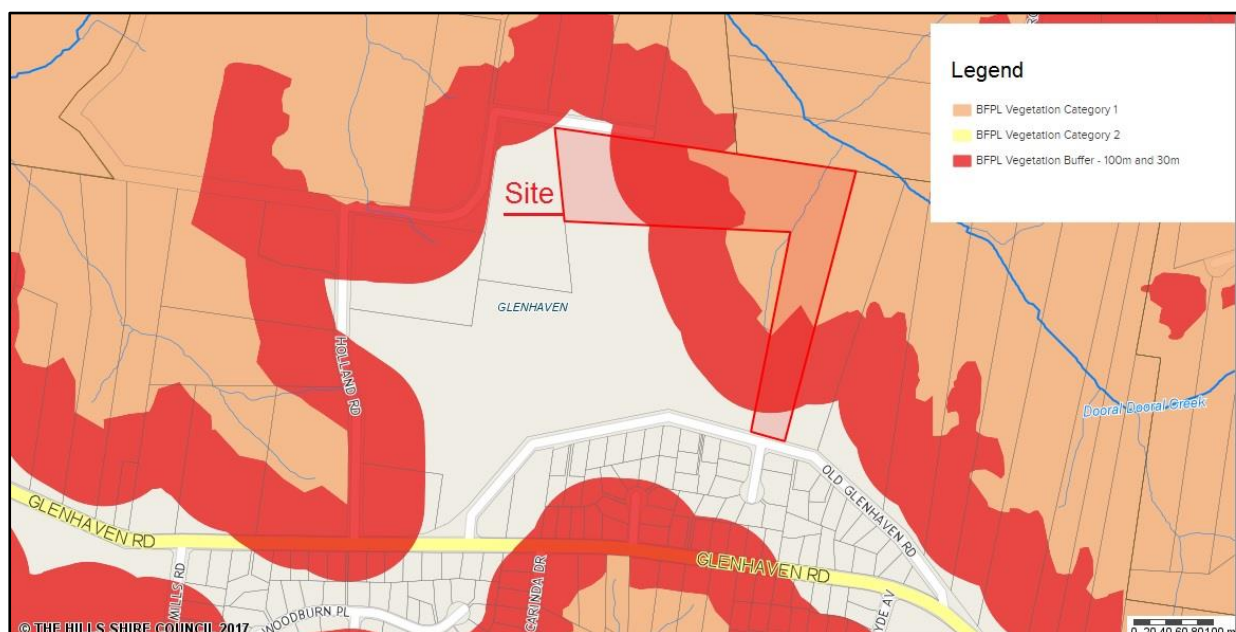 Legend
BFPL Vegetation Category 1
BFPL Vegetation Category 2
BFPL Vegetation Buffer - 100m and 30m
Site
GLENHAVEN
HOLLAND RD
Dooral Dooral Creek
OLD GLENHAVEN RD
GLENHAVEN RD
GLENHAVEN RD
MILLS RD
WOODBURN PL
CARINDA DR
© THE HILLS SHIRE COUNCIL 2017